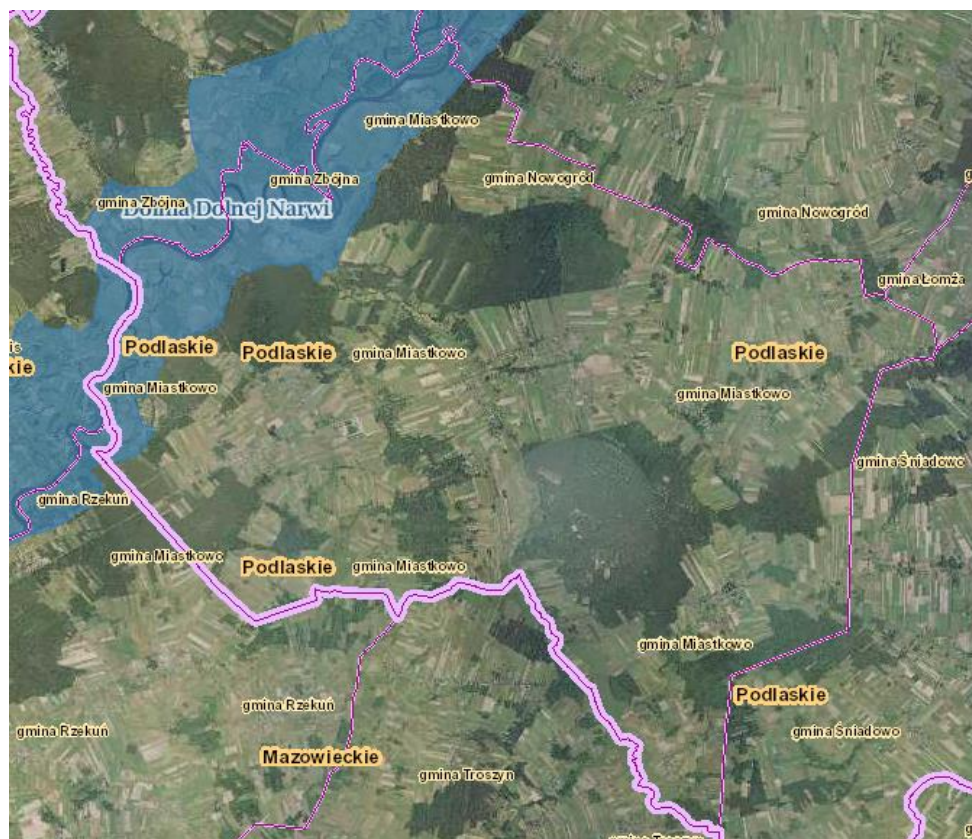 gmina Miastkowo
gmina Zbójna
gmina Nowogród
gmina Zbójna
Dolina Dolnej Narwi
gmina Nowogród
gmina Łomża
Podlaskie
Podlaskie
gmina Miastkowo
Podlaskie
gmina Miastkowo
gmina Miastkowo
gmina Śniadowo
gmina Rzekuń
gmina Miastkowo
Podlaskie
gmina Miastkowo
gmina Miastkowo
Podlaskie
gmina Rzekuń
gmina Rzekuń
gmina Śniadowo
Mazowieckie
gmina Troszyn